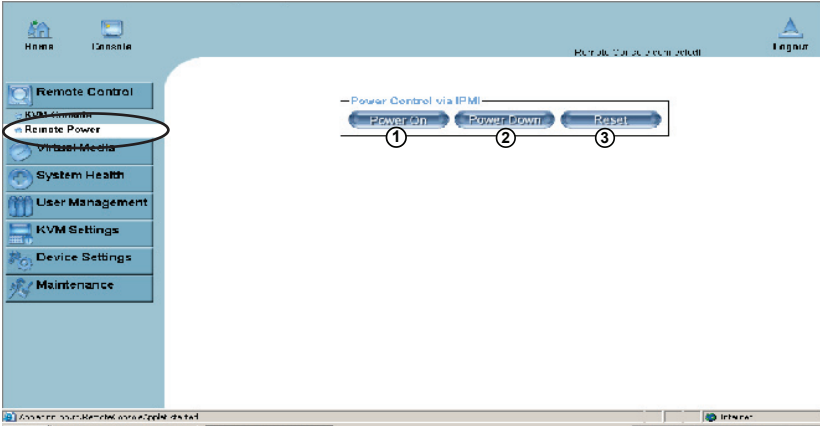 Home Console Logout
Remote Console connected!
Remote Control
KVM Console
Remote Power
Virtual Media
System Health
User Management
KVM Settings
Device Settings
Maintenance
Power Control via IPMI
Power On Power Down Reset
1 2 3
started Internet